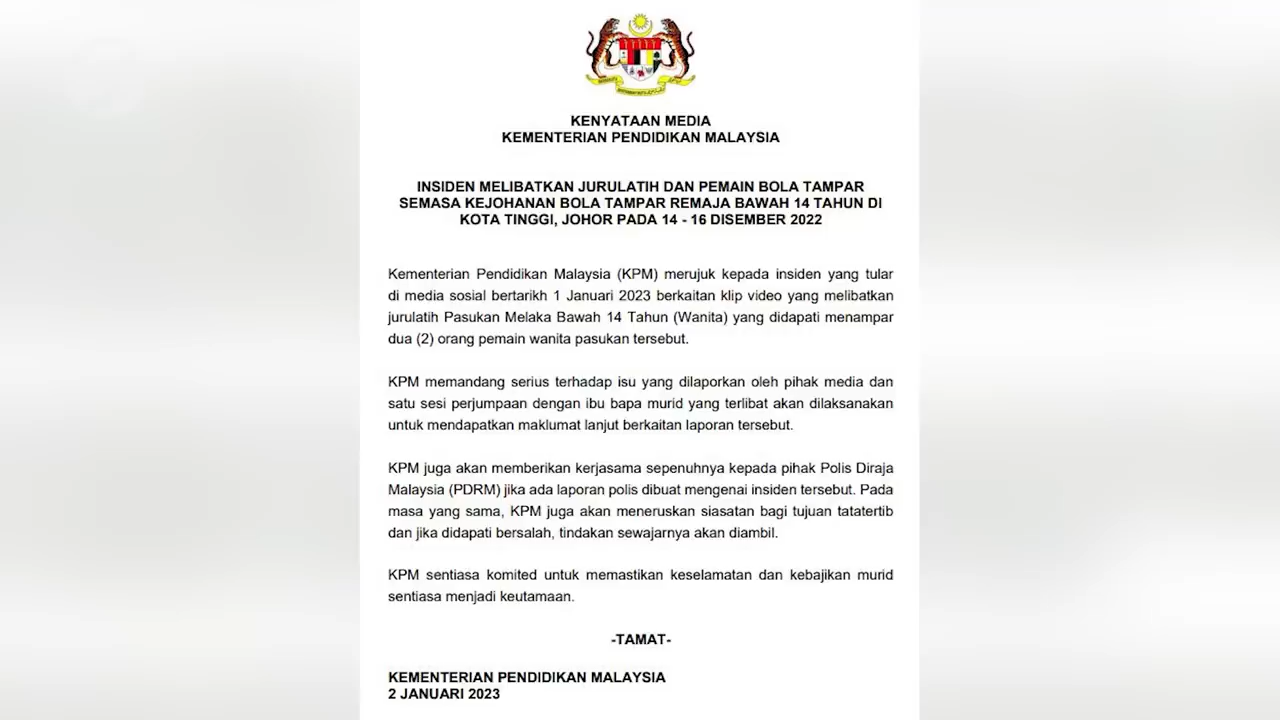 KENYATAAN MEDIA
KEMENTERIAN PENDIDIKAN MALAYSIA
INSIDEN MELIBATKAN JURULATIH DAN PEMAIN BOLA TAMPAR
SEMASA KEJOHANAN BOLA TAMPAR REMAJA BAWAH 14 TAHUN DI
KOTA TINGGI, JOHOR PADA 14 - 16 DISEMBER 2022
Kementerian Pendidikan Malaysia (KPM) merujuk kepada insiden yang tular
di media sosial bertarikh 1 Januari 2023 berkaitan klip video yang melibatkan
jurulatih Pasukan Melaka Bawah 14 Tahun (Wanita) yang didapati menampar
dua (2) orang pemain wanita pasukan tersebut.
KPM memandang serius terhadap isu yang dilaporkan oleh pihak media dan
satu sesi perjumpaan dengan ibu bapa murid yang terlibat akan dilaksanakan
untuk mendapatkan maklumat lanjut berkaitan laporan tersebut.
KPM juga akan memberikan kerjasama sepenuhnya kepada pihak Polis Diraja
Malaysia (PDRM) jika ada laporan polis dibuat mengenai insiden tersebut. Pada
masa yang sama, KPM juga akan meneruskan siasatan bagi tujuan tatatertib
dan jika didapati bersalah, tindakan sewajarnya akan diambil.
KPM sentiasa komited untuk memastikan keselamatan dan kebajikan murid
sentiasa menjadi keutamaan.
-TAMAT-
KEMENTERIAN PENDIDIKAN MALAYSIA
2 JANUARI 2023